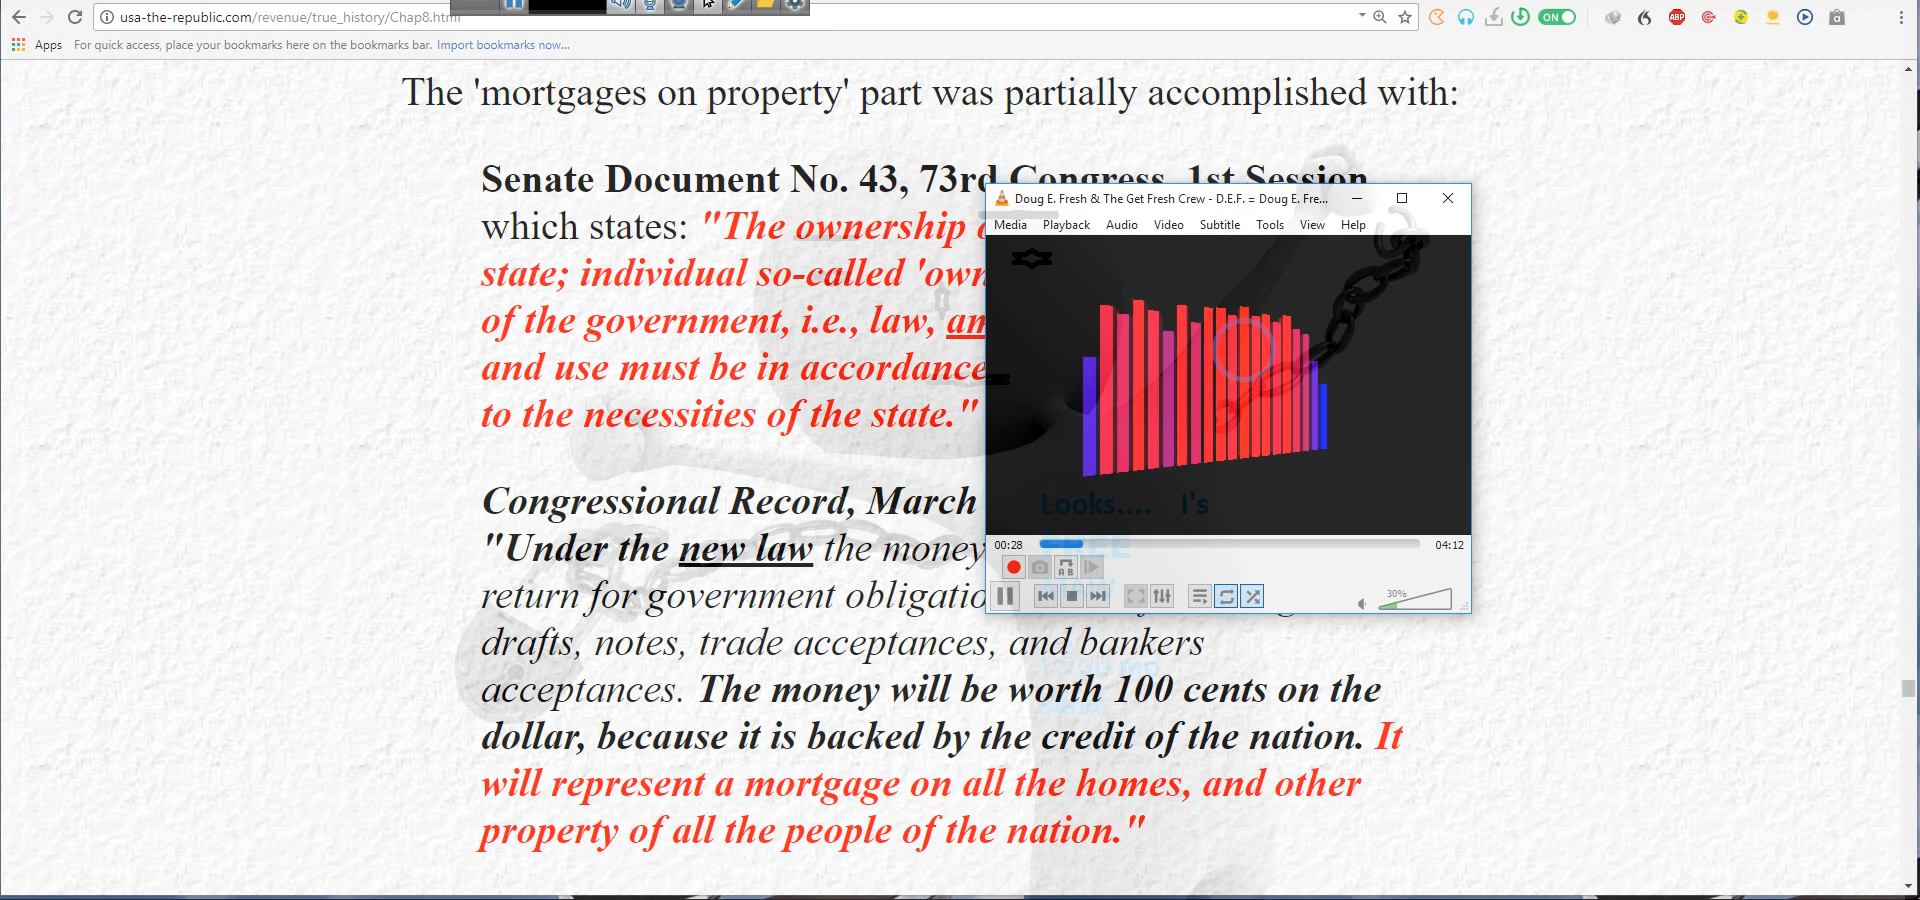 usa-the-republic.com/revenue/true_history/Chap8.html
ON
ABP
Apps For quick access, place your bookmarks here on the bookmarks bar. Import bookmarks now...
The 'mortgages on property' part was partially accomplished with:
Senate Document No. 43, 73rd Congress, 1st Session
which states: "The ownership
state; individual so-called 'own
of the government, i.e., law, am
and use must be in accordance
to the necessities of the state."
Congressional Record, March
"Under the new law the money
return for government obligatio
drafts, notes, trade acceptances, and bankers
acceptances. The money will be worth 100 cents on the
dollar, because it is backed by the credit of the nation. It
will represent a mortgage on all the homes, and other
property of all the people of the nation."
Doug E. Fresh & The Get Fresh Crew - D.E.F. = Doug E. Fre...
Media Playback Audio Video Subtitle Tools View Help
Looks.... I's
00:28 04:12
AB
30%